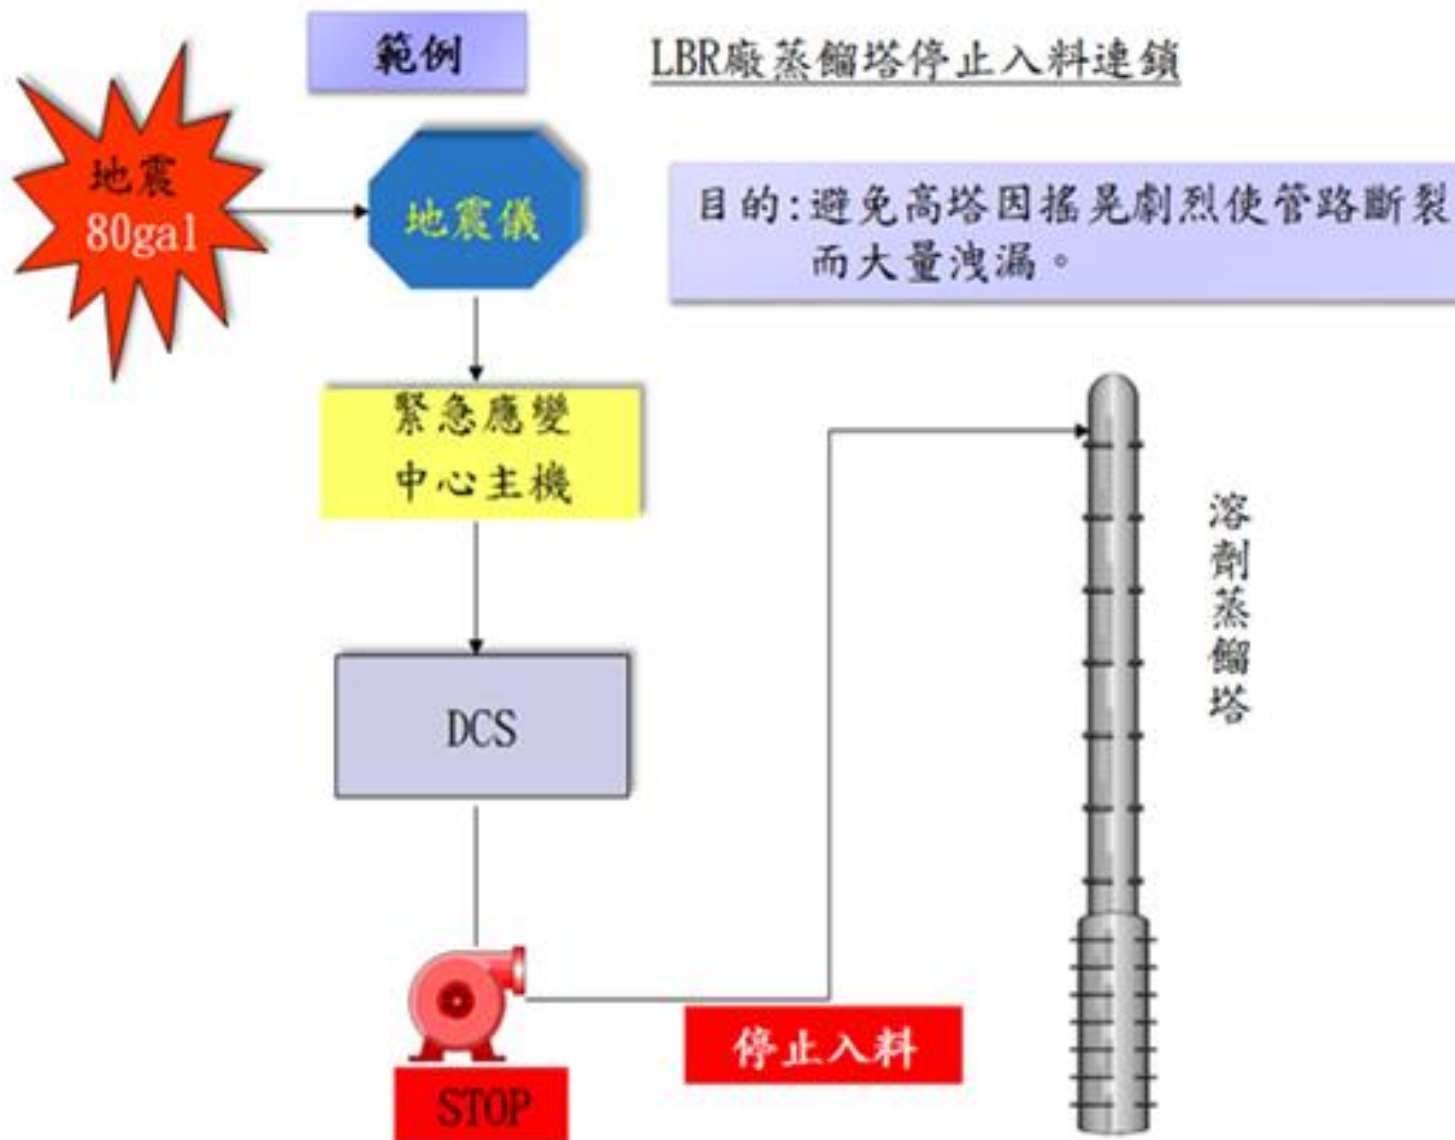 範例
LBR廠蒸餾塔停止入料連鎖
地震
80gal
地震儀
目的:避免高塔因搖晃劇烈使管路斷裂
而大量洩漏。
緊急應變
中心主機
DCS
溶劑蒸餾塔
停止入料
STOP